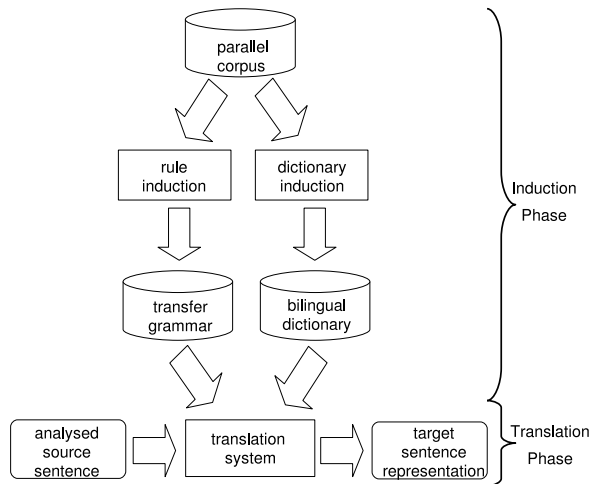 parallel
corpus
rule
induction
dictionary
induction
Induction
Phase
transfer
grammar
bilingual
dictionary
analysed
source
sentence
translation
system
target
sentence
representation
Translation
Phase